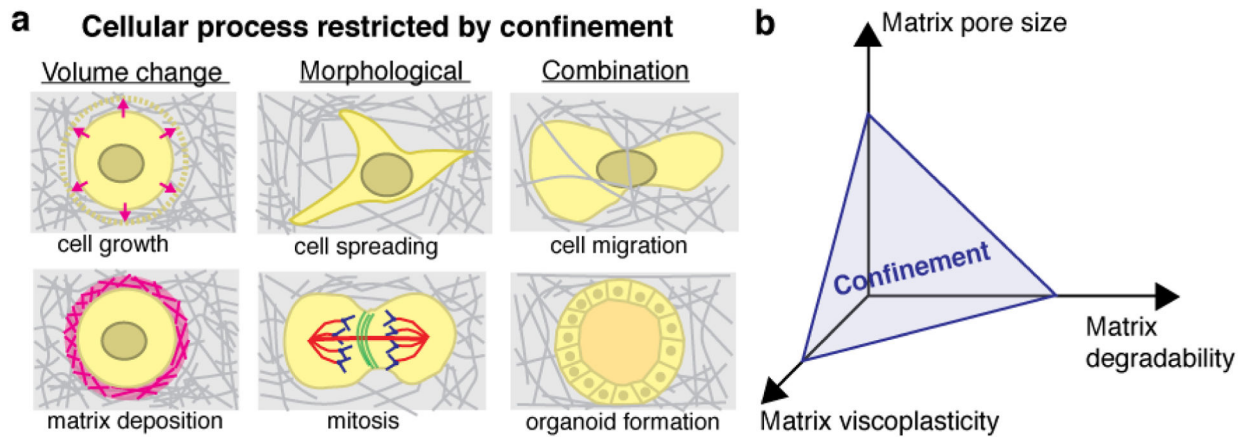 a
Cellular process restricted by confinement
Volume change
Morphological
Combination
cell growth
cell spreading
cell migration
matrix deposition
mitosis
organoid formation
b
Matrix pore size
Confinement
Matrix
degradability
Matrix viscoplasticity